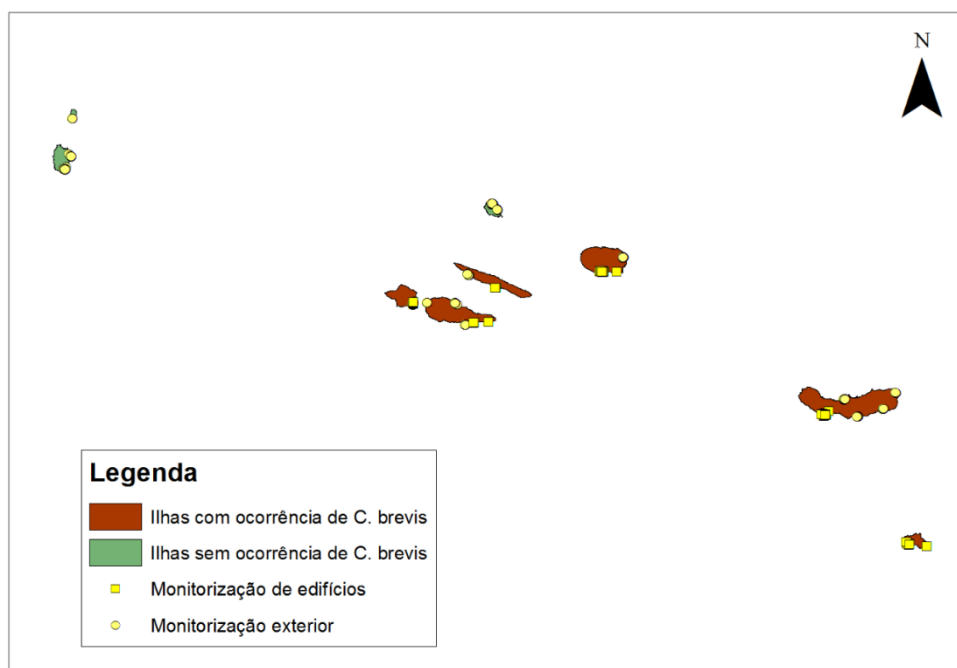 N
Legenda
Ilhas com ocorrência de C. brevis
Ilhas sem ocorrência de C. brevis
Monitorização de edifícios
Monitorização exterior